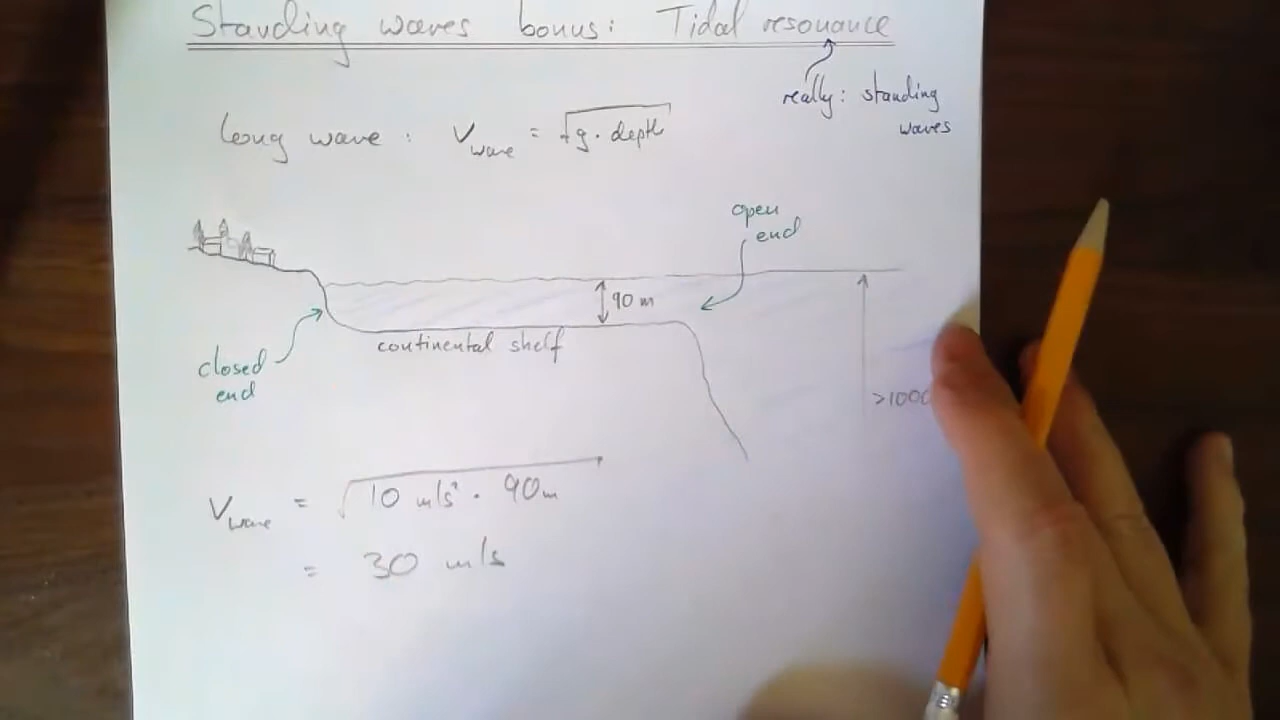 Standing waves bonus: Tidal resonance
really: standing
waves
Long wave: v_wave = √g · depth
open
end
90 m
continental shelf
closed
end
>1000
v_wave = √10 m/s² · 90m
= 30 m/s